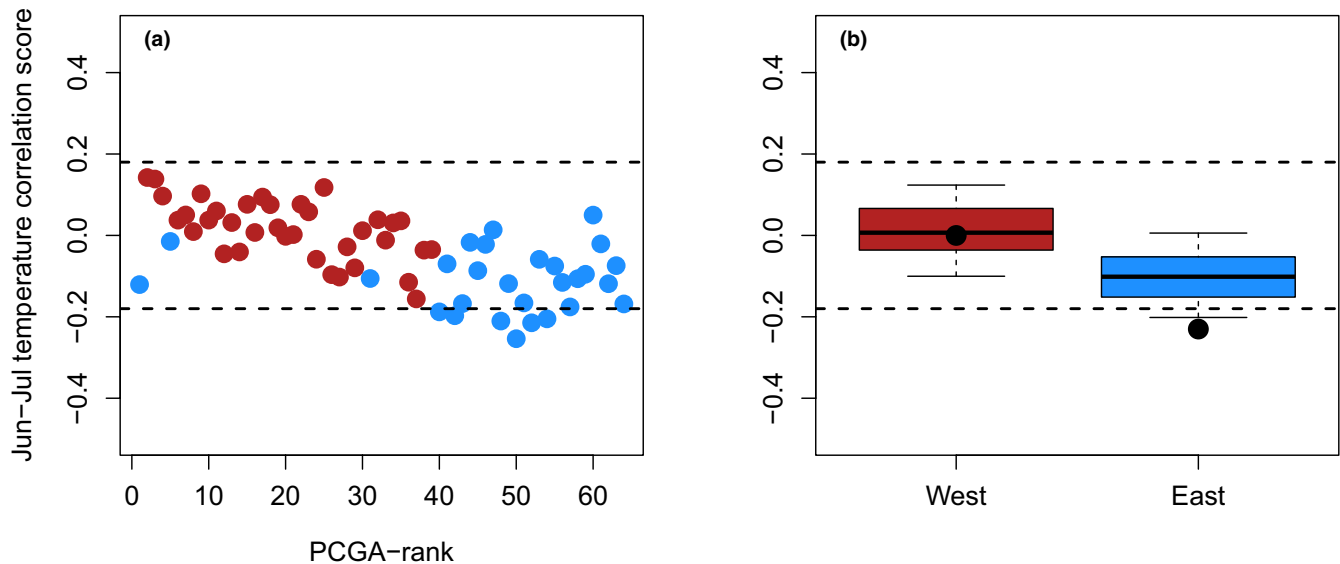 Jun−Jul temperature correlation score
(a)
0.4
0.2
0.0
−0.2
−0.4
0 10 20 30 40 50 60
PCGA−rank
(b)
0.4
0.2
0.0
−0.2
−0.4
West East